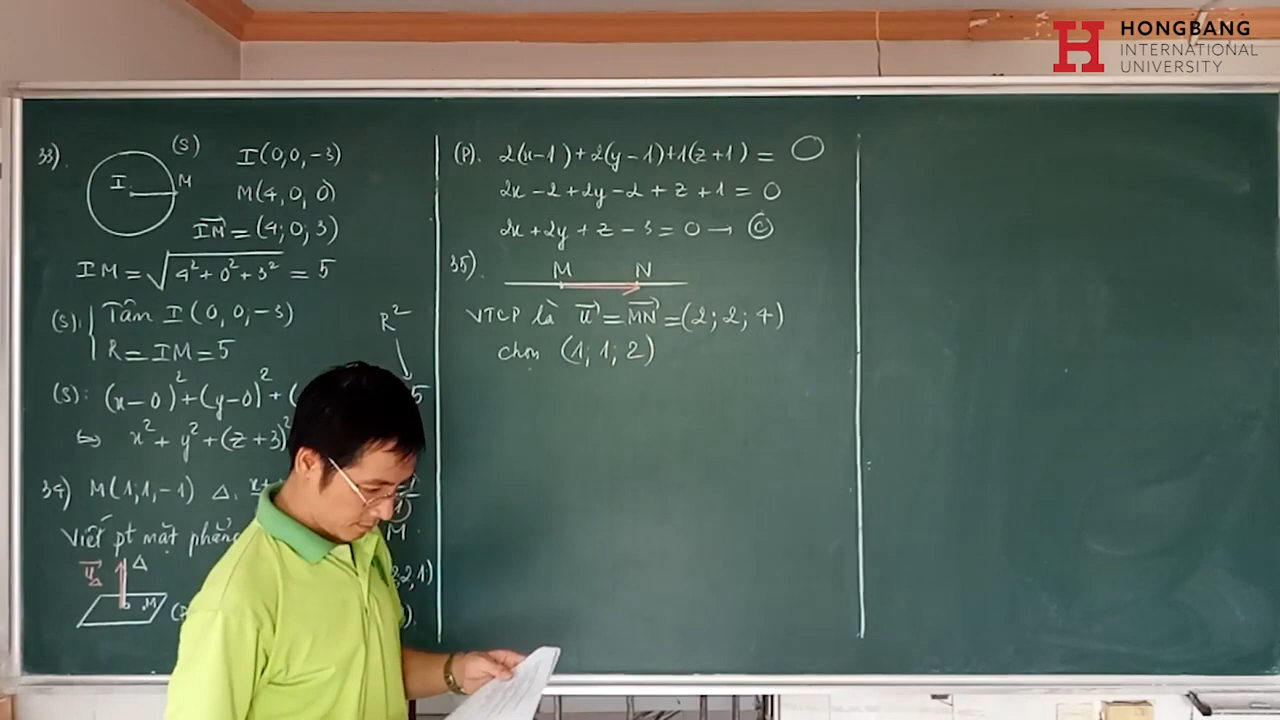 HONGBANG
INTERNATIONAL
UNIVERSITY
33). (S) I(0,0,-3)
I M
M(4,0,0)
IM = (4;0,3)
IM = √4²+0²+3² = 5
(S): Tâm I(0,0,-3)
R = IM = 5
R²
(S): (x-0)²+(y-0)²+( 5
⇔ x²+y²+(z+3)²
34) M(1;1,-1) Δ.
Viết pt mặt phẳng M.
u Δ Δ 2,2,1)
M
(P). 2(x-1)+2(y-1)+1(z+1) = 0
2x-2+2y-2+z+1=0
2x+2y+z-3=0 → C
35). M N
VTCP là u = MN = (2;2;4)
chọn (1;1;2)